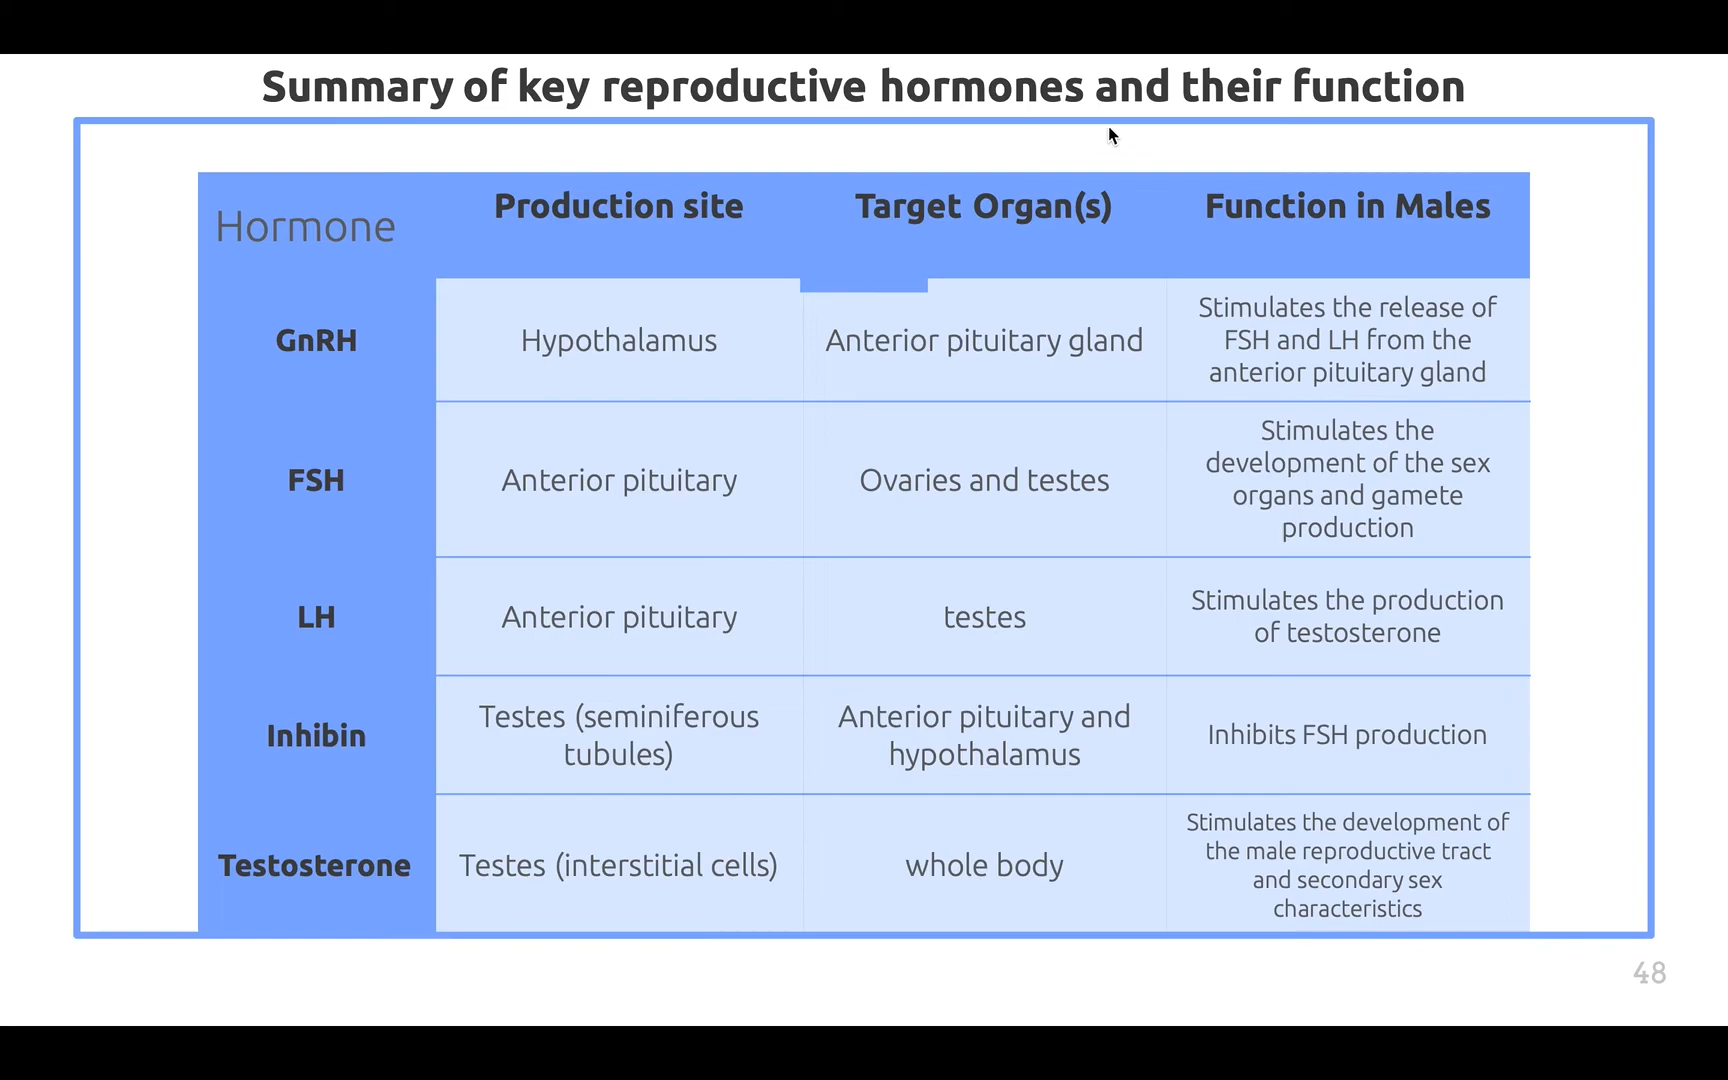 Summary of key reproductive hormones and their function
Hormone
Production site
Target Organ(s)
Function in Males
GnRH
Hypothalamus
Anterior pituitary gland
Stimulates the release of
FSH and LH from the
anterior pituitary gland
FSH
Anterior pituitary
Ovaries and testes
Stimulates the
development of the sex
organs and gamete
production
LH
Anterior pituitary
testes
Stimulates the production
of testosterone
Inhibin
Testes (seminiferous
tubules)
Anterior pituitary and
hypothalamus
Inhibits FSH production
Testosterone
Testes (interstitial cells)
whole body
Stimulates the development of
the male reproductive tract
and secondary sex
characteristics
48